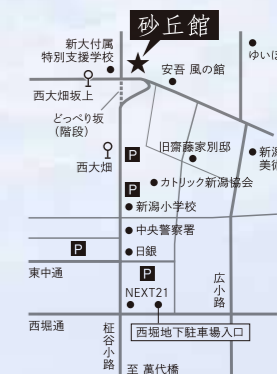 砂丘館
新大付属
特別支援学校
ゆいぽ
安吾 風の館
西大畑坂上
どっぺり坂
(階段)
旧齋藤家別邸
新潟
美術
西大畑
P
カトリック新潟協会
P
新潟小学校
中央警察署
P
日銀
東中通
P
NEXT21
広小路
西堀通
柾谷小路
西堀地下駐車場入口
至 萬代橋